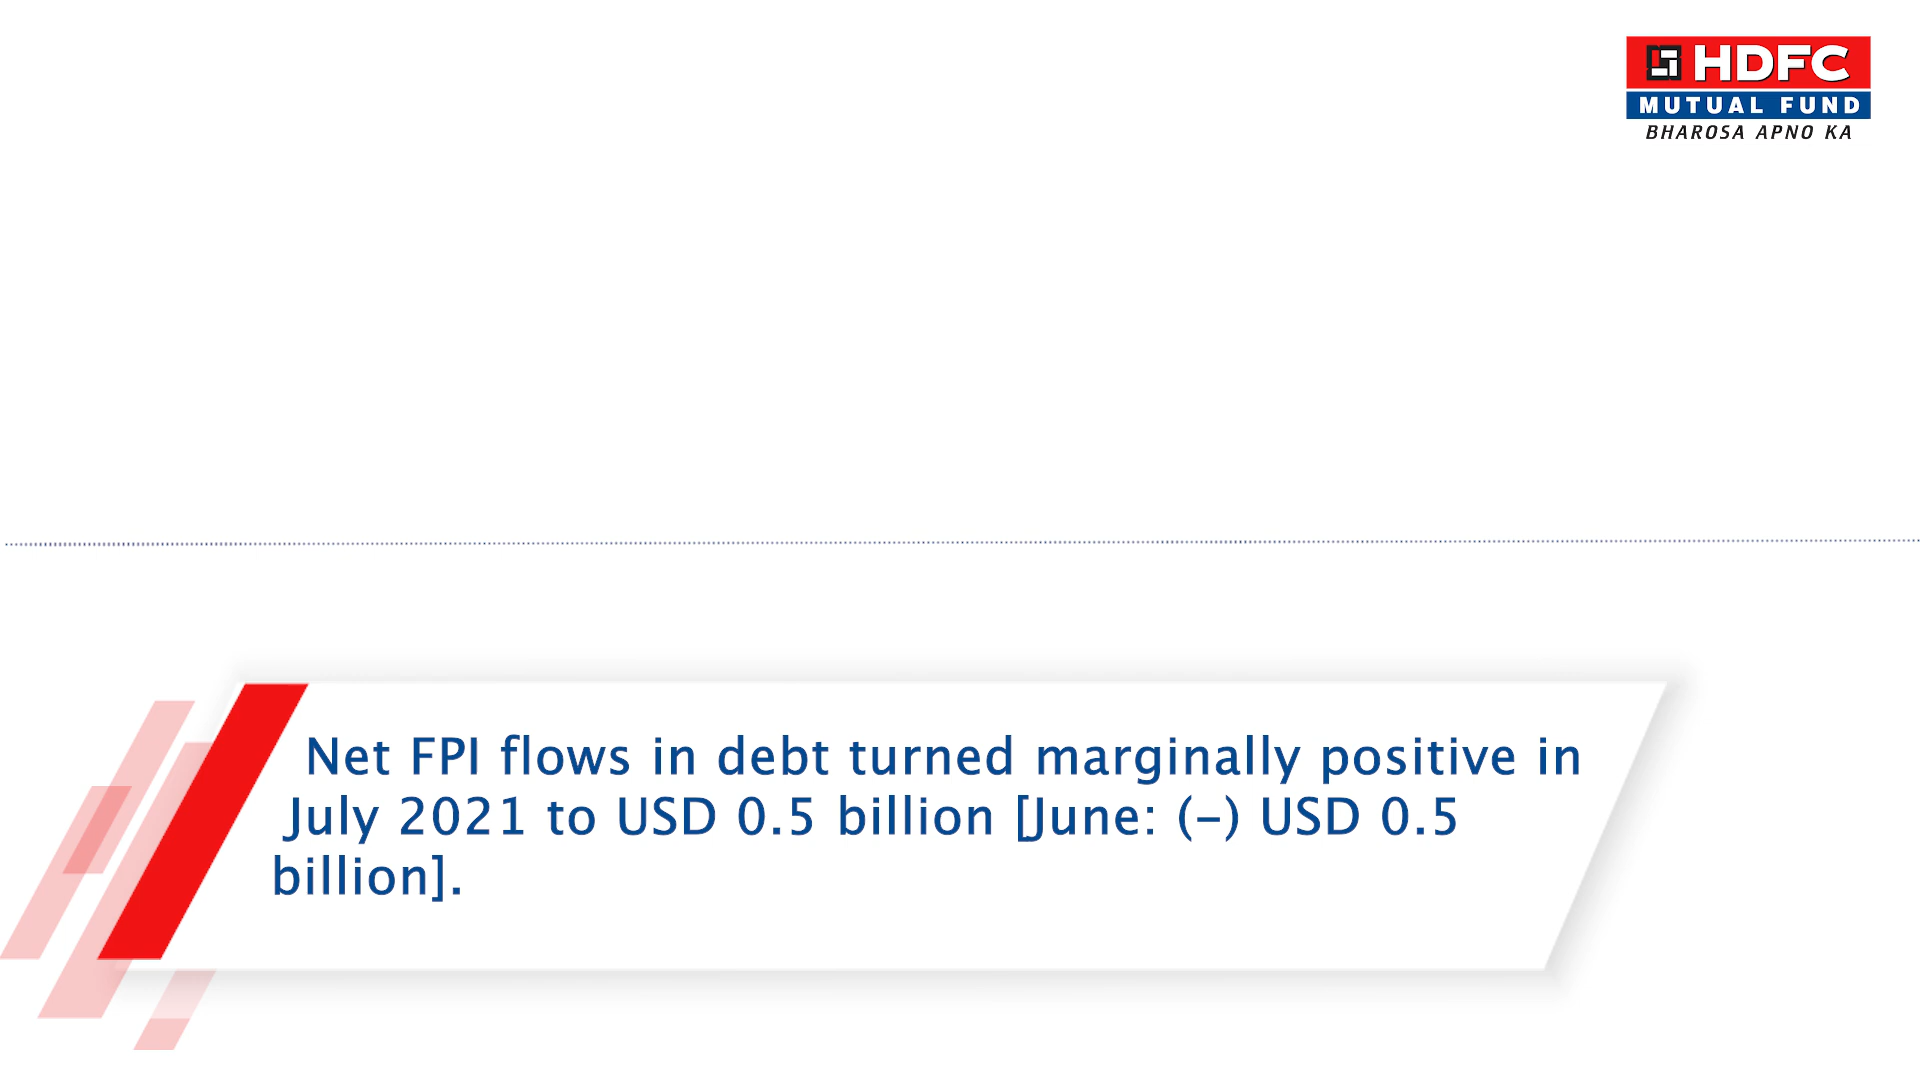 HDFC
MUTUAL FUND
BHAROSA APNO KA
Net FPI flows in debt turned marginally positive in
July 2021 to USD 0.5 billion [June: (-) USD 0.5
billion].